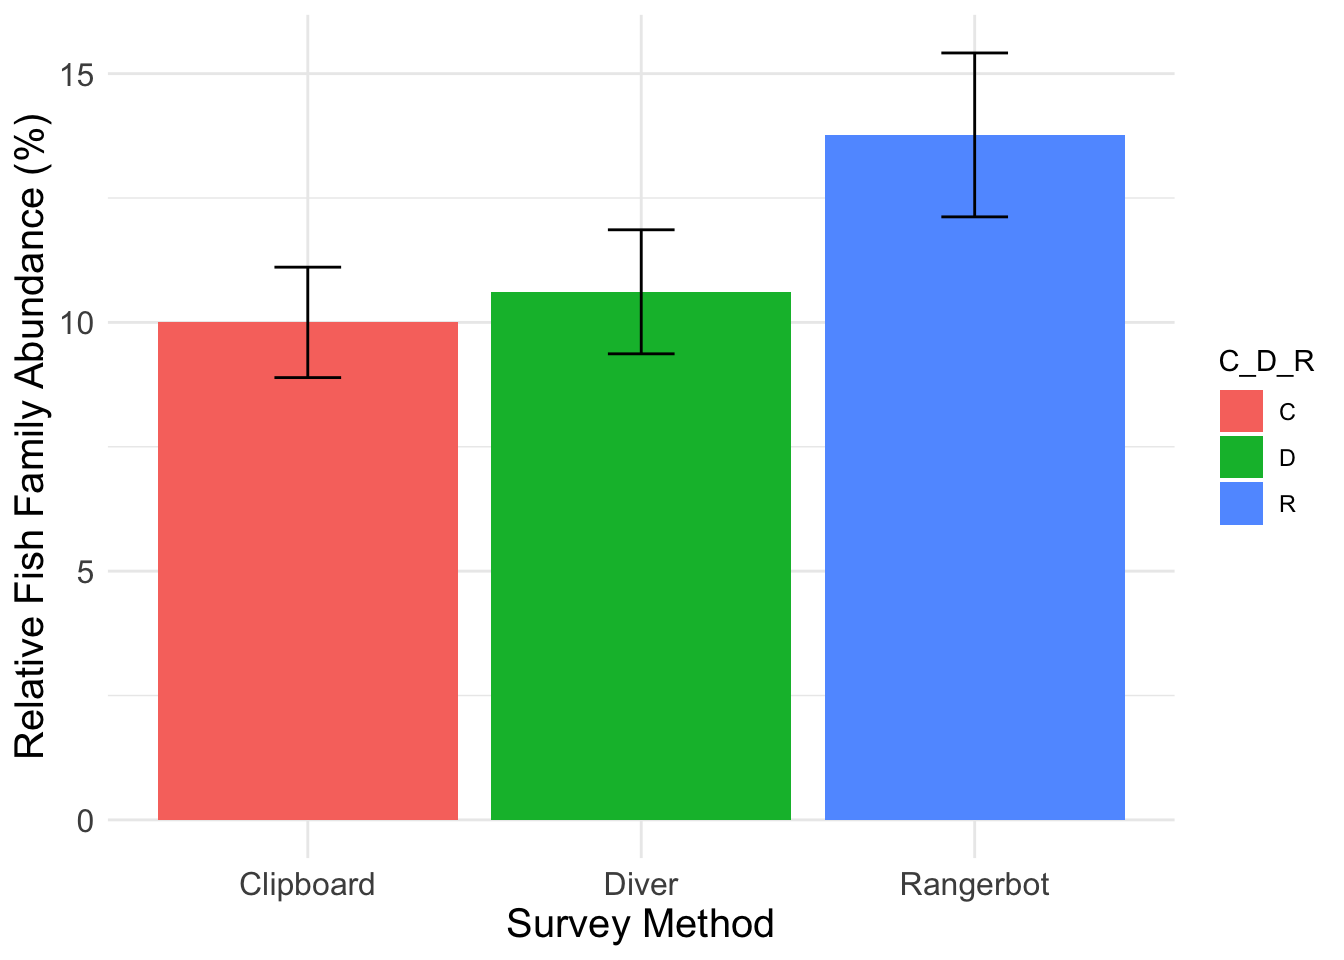 Relative Fish Family Abundance (%)
15
10
5
0
Clipboard
Diver
Rangerbot
Survey Method
C_D_R
C
D
R